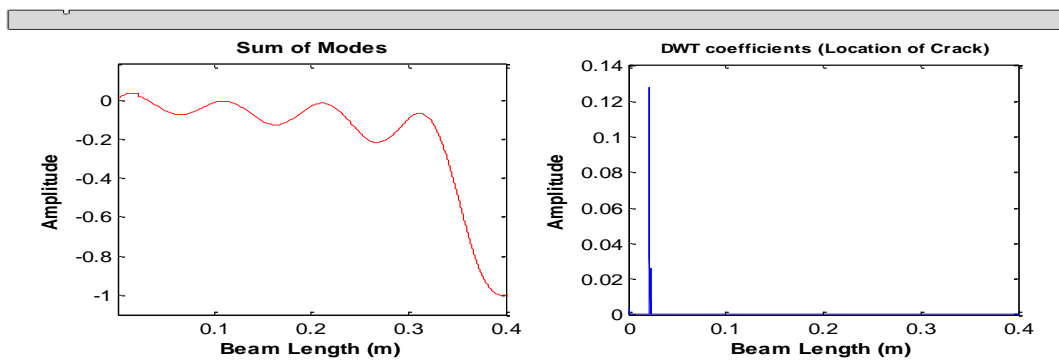 Sum of Modes
Amplitude
0
-0.2
-0.4
-0.6
-0.8
-1
0.1 0.2 0.3 0.4
Beam Length (m)
DWT coefficients (Location of Crack)
Amplitude
0.14
0.12
0.10
0.08
0.06
0.04
0.02
0
0 0.1 0.2 0.3 0.4
Beam Length (m)